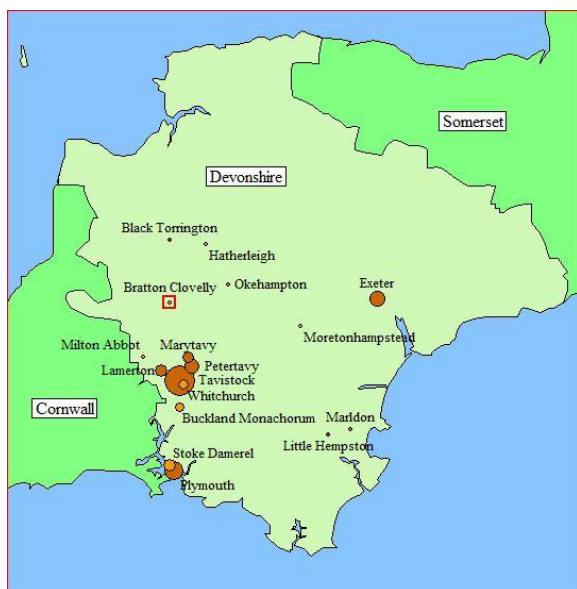 Somerset
Devonshire
Black Torrington
Hatherleigh
Okehampton
Exeter
Bratton Clovelly
Moretonhampstead
Milton Abbot
Marytavy
Petertavy
Lamerton
Tavistock
Whitchurch
Cornwall
Buckland Monachorum
Marldon
Little Hempston
Stoke Damerel
Plymouth